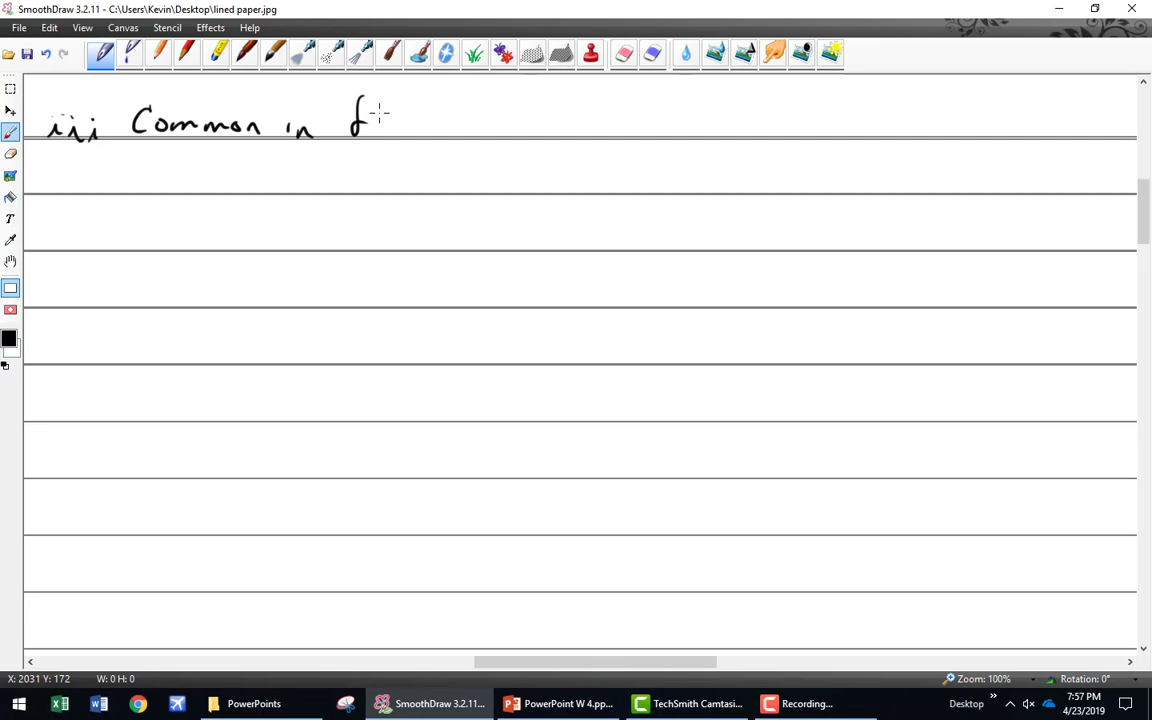 SmoothDraw 3.2.11 - C:\Users\Kevin\Desktop\lined paper.jpg
File Edit View Canvas Stencil Effects Help
iii Common in f
X: 2031 Y: 172 W: 0 H: 0 Zoom: 100% Rotation: 0°
PowerPoints SmoothDraw 3.2.11... PowerPoint W 4.pp... TechSmith Camtasi... Recording... Desktop » 7:57 PM
4/23/2019